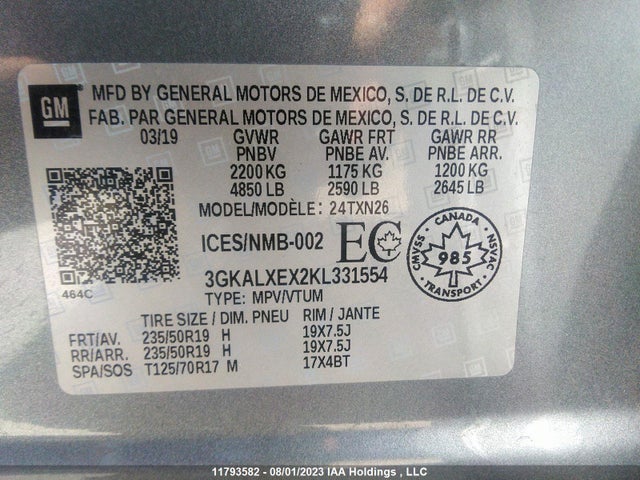 GM
MFD BY GENERAL MOTORS DE MEXICO, S. DE R.L. DE C.V.
FAB. PAR GENERAL MOTORS DE MEXICO, S. DE R.L. DE C.V.
03/19 GVWR GAWR FRT GAWR RR
PNBV PNBE AV. PNBE ARR.
2200 KG 1175 KG 1200 KG
4850 LB 2590 LB 2645 LB
MODEL/MODÈLE: 24TXN26
ICES/NMB-002 EC
CANADA
CMVSS 985 NSVAC
TRANSPORT
464C
3GKALXEX2KL331554
TYPE: MPV/VTUM
TIRE SIZE / DIM. PNEU RIM / JANTE
FRT/AV. 235/50R19 H 19X7.5J
RR/ARR. 235/50R19 H 19X7.5J
SPA/SOS T125/70R17 M 17X4BT
11793582 - 08/01/2023 IAA Holdings , LLC